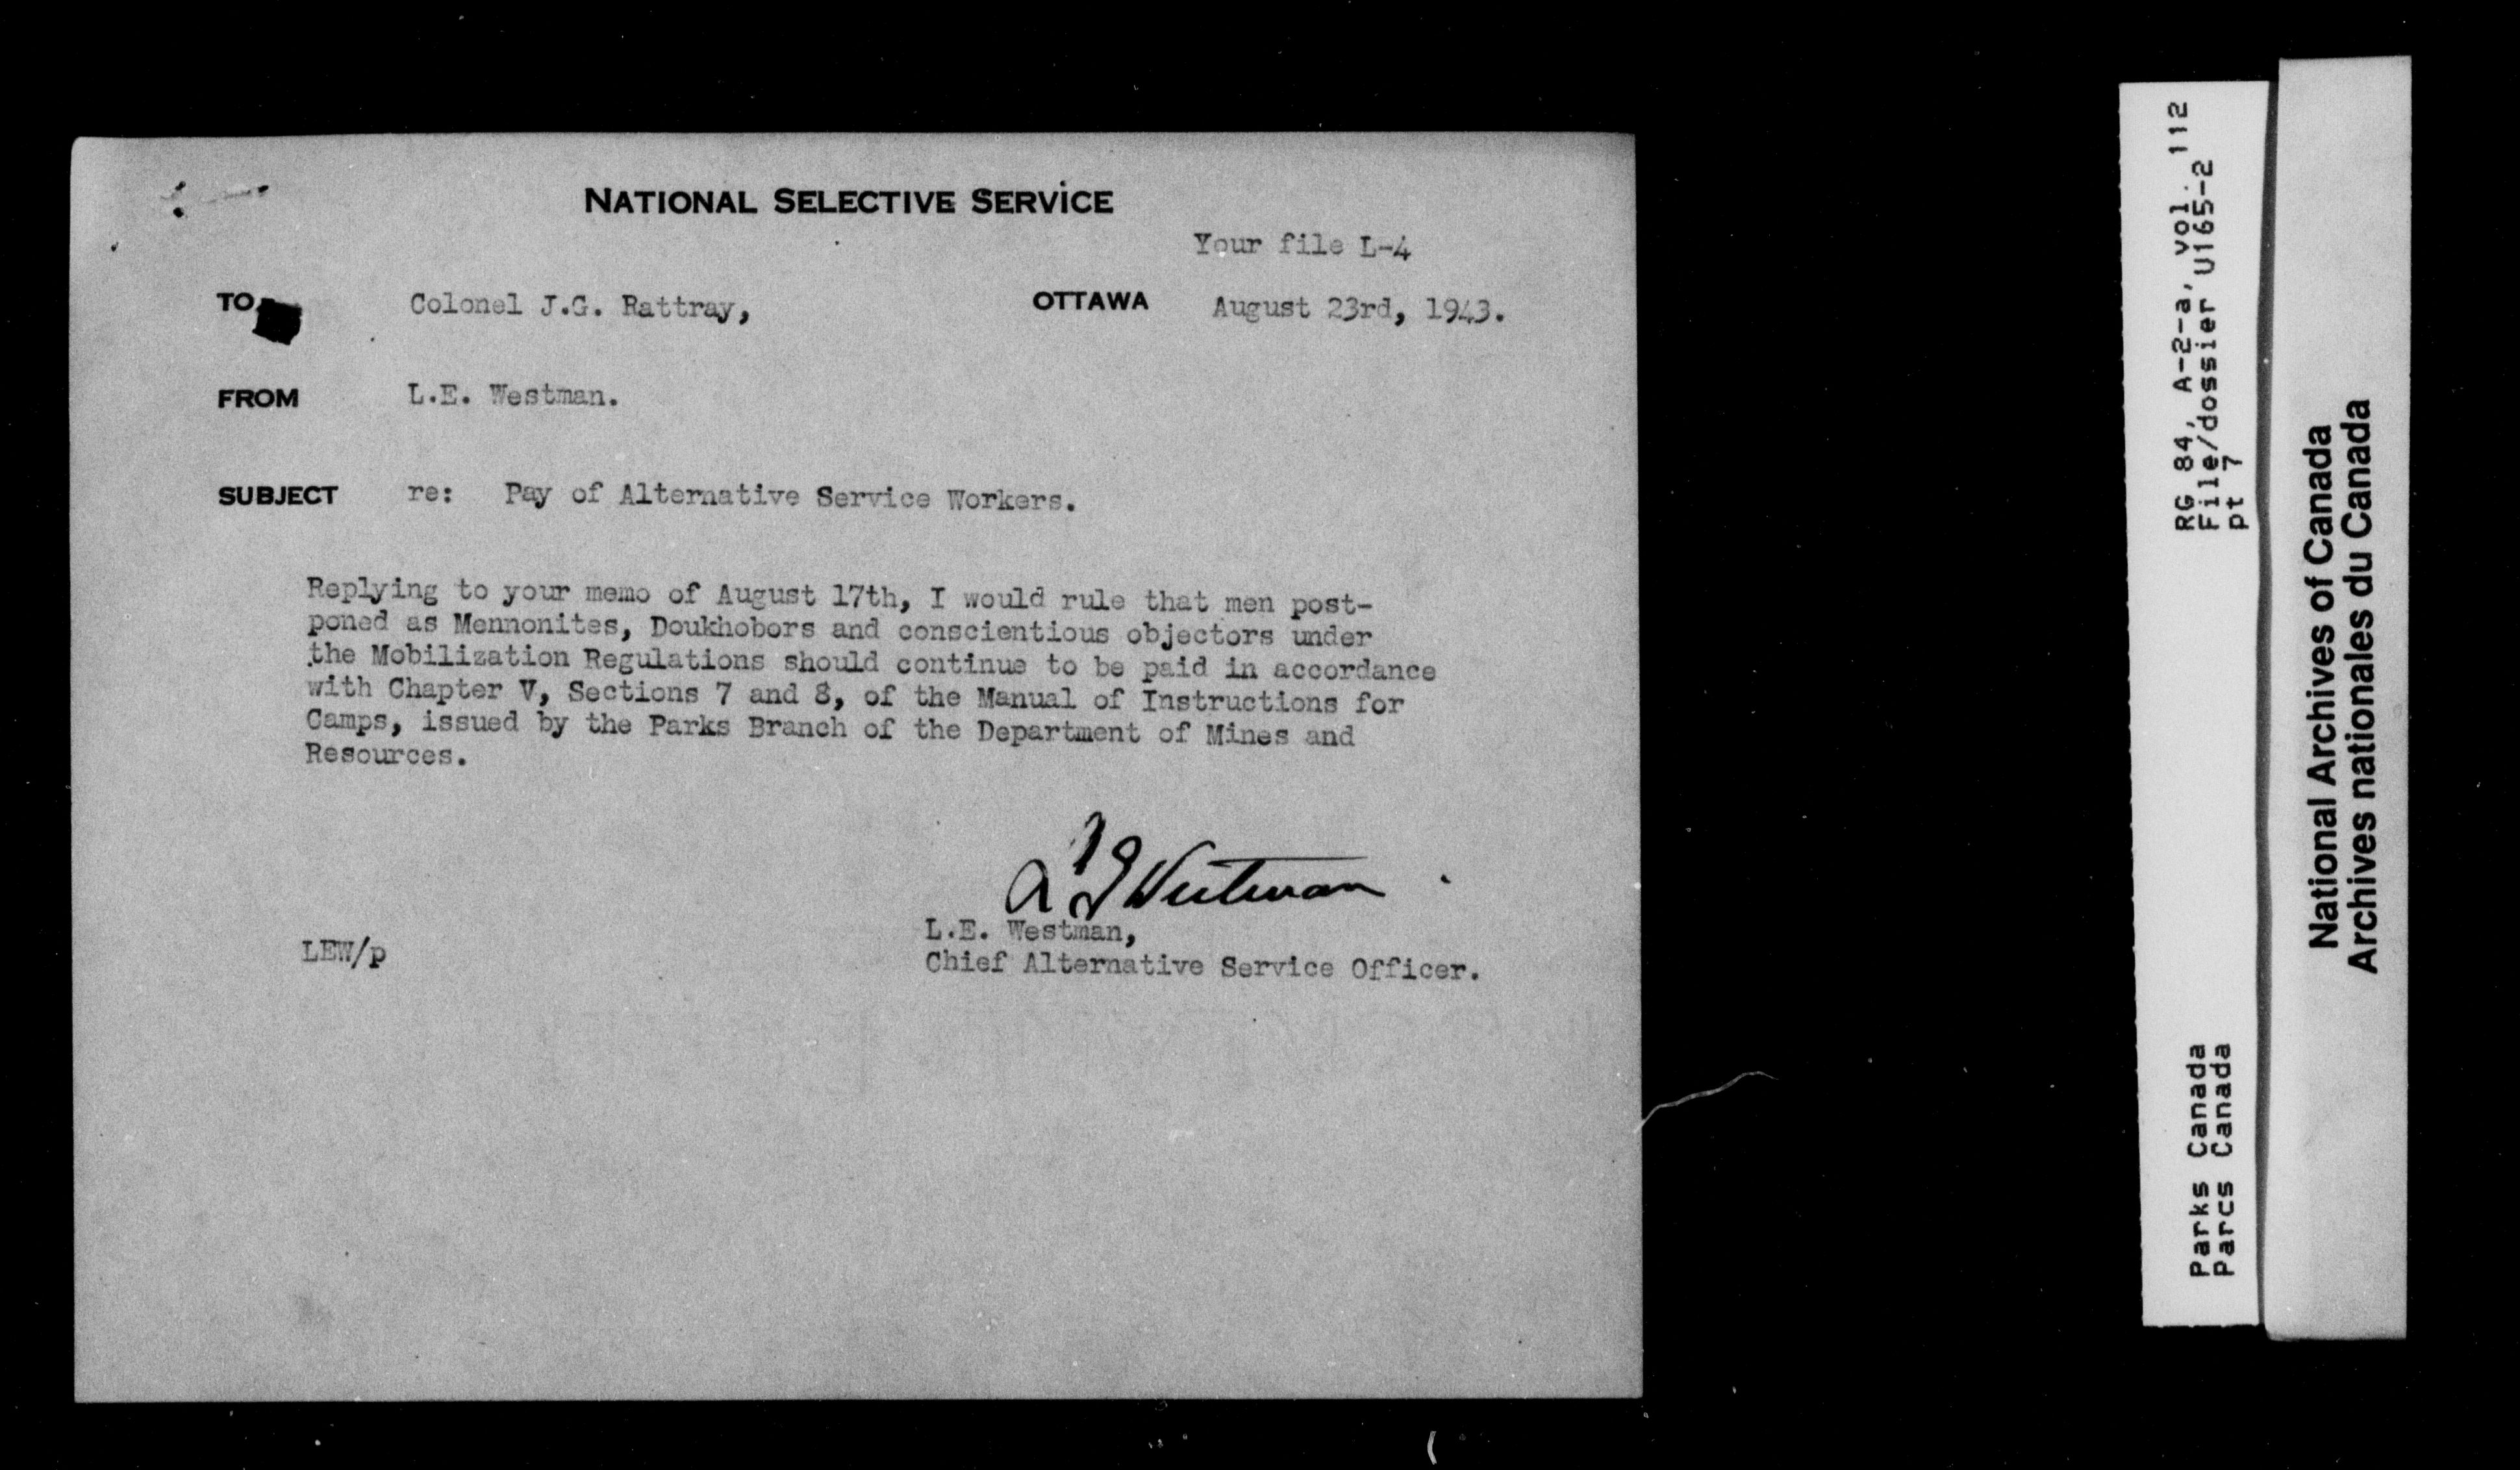 NATIONAL SELECTIVE SERVICE
Your file L-4
TO Colonel J.G. Rattray, OTTAWA August 23rd, 1943.
FROM L.E. Westman.
SUBJECT re: Pay of Alternative Service Workers.
Replying to your memo of August 17th, I would rule that men post-
poned as Mennonites, Doukhobors and conscientious objectors under
the Mobilization Regulations should continue to be paid in accordance
with Chapter V, Sections 7 and 8, of the Manual of Instructions for
Camps, issued by the Parks Branch of the Department of Mines and
Resources.
L E Westman
L.E. Westman,
LEW/p
Chief Alternative Service Officer.
RG 84, A-2-a, vol. 112
File/dossier U165-2
pt 7
Parks Canada
Parcs Canada
National Archives of Canada
Archives nationales du Canada